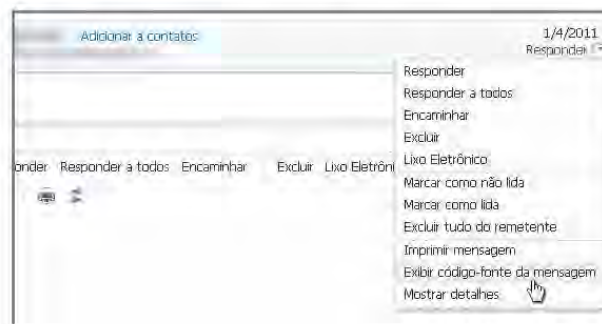 Adicionar a contatos
1/4/2011
Responder
Responder
Responder a todos
Encaminhar
Excluir
Lixo Eletrônico
Marcar como não lida
Marcar como lida
Excluir tudo do remetente
Imprimir mensagem
Exibir código-fonte da mensagem
Mostrar detalhes
onder Responder a todos Encaminhar Excluir Lixo Eletrôni